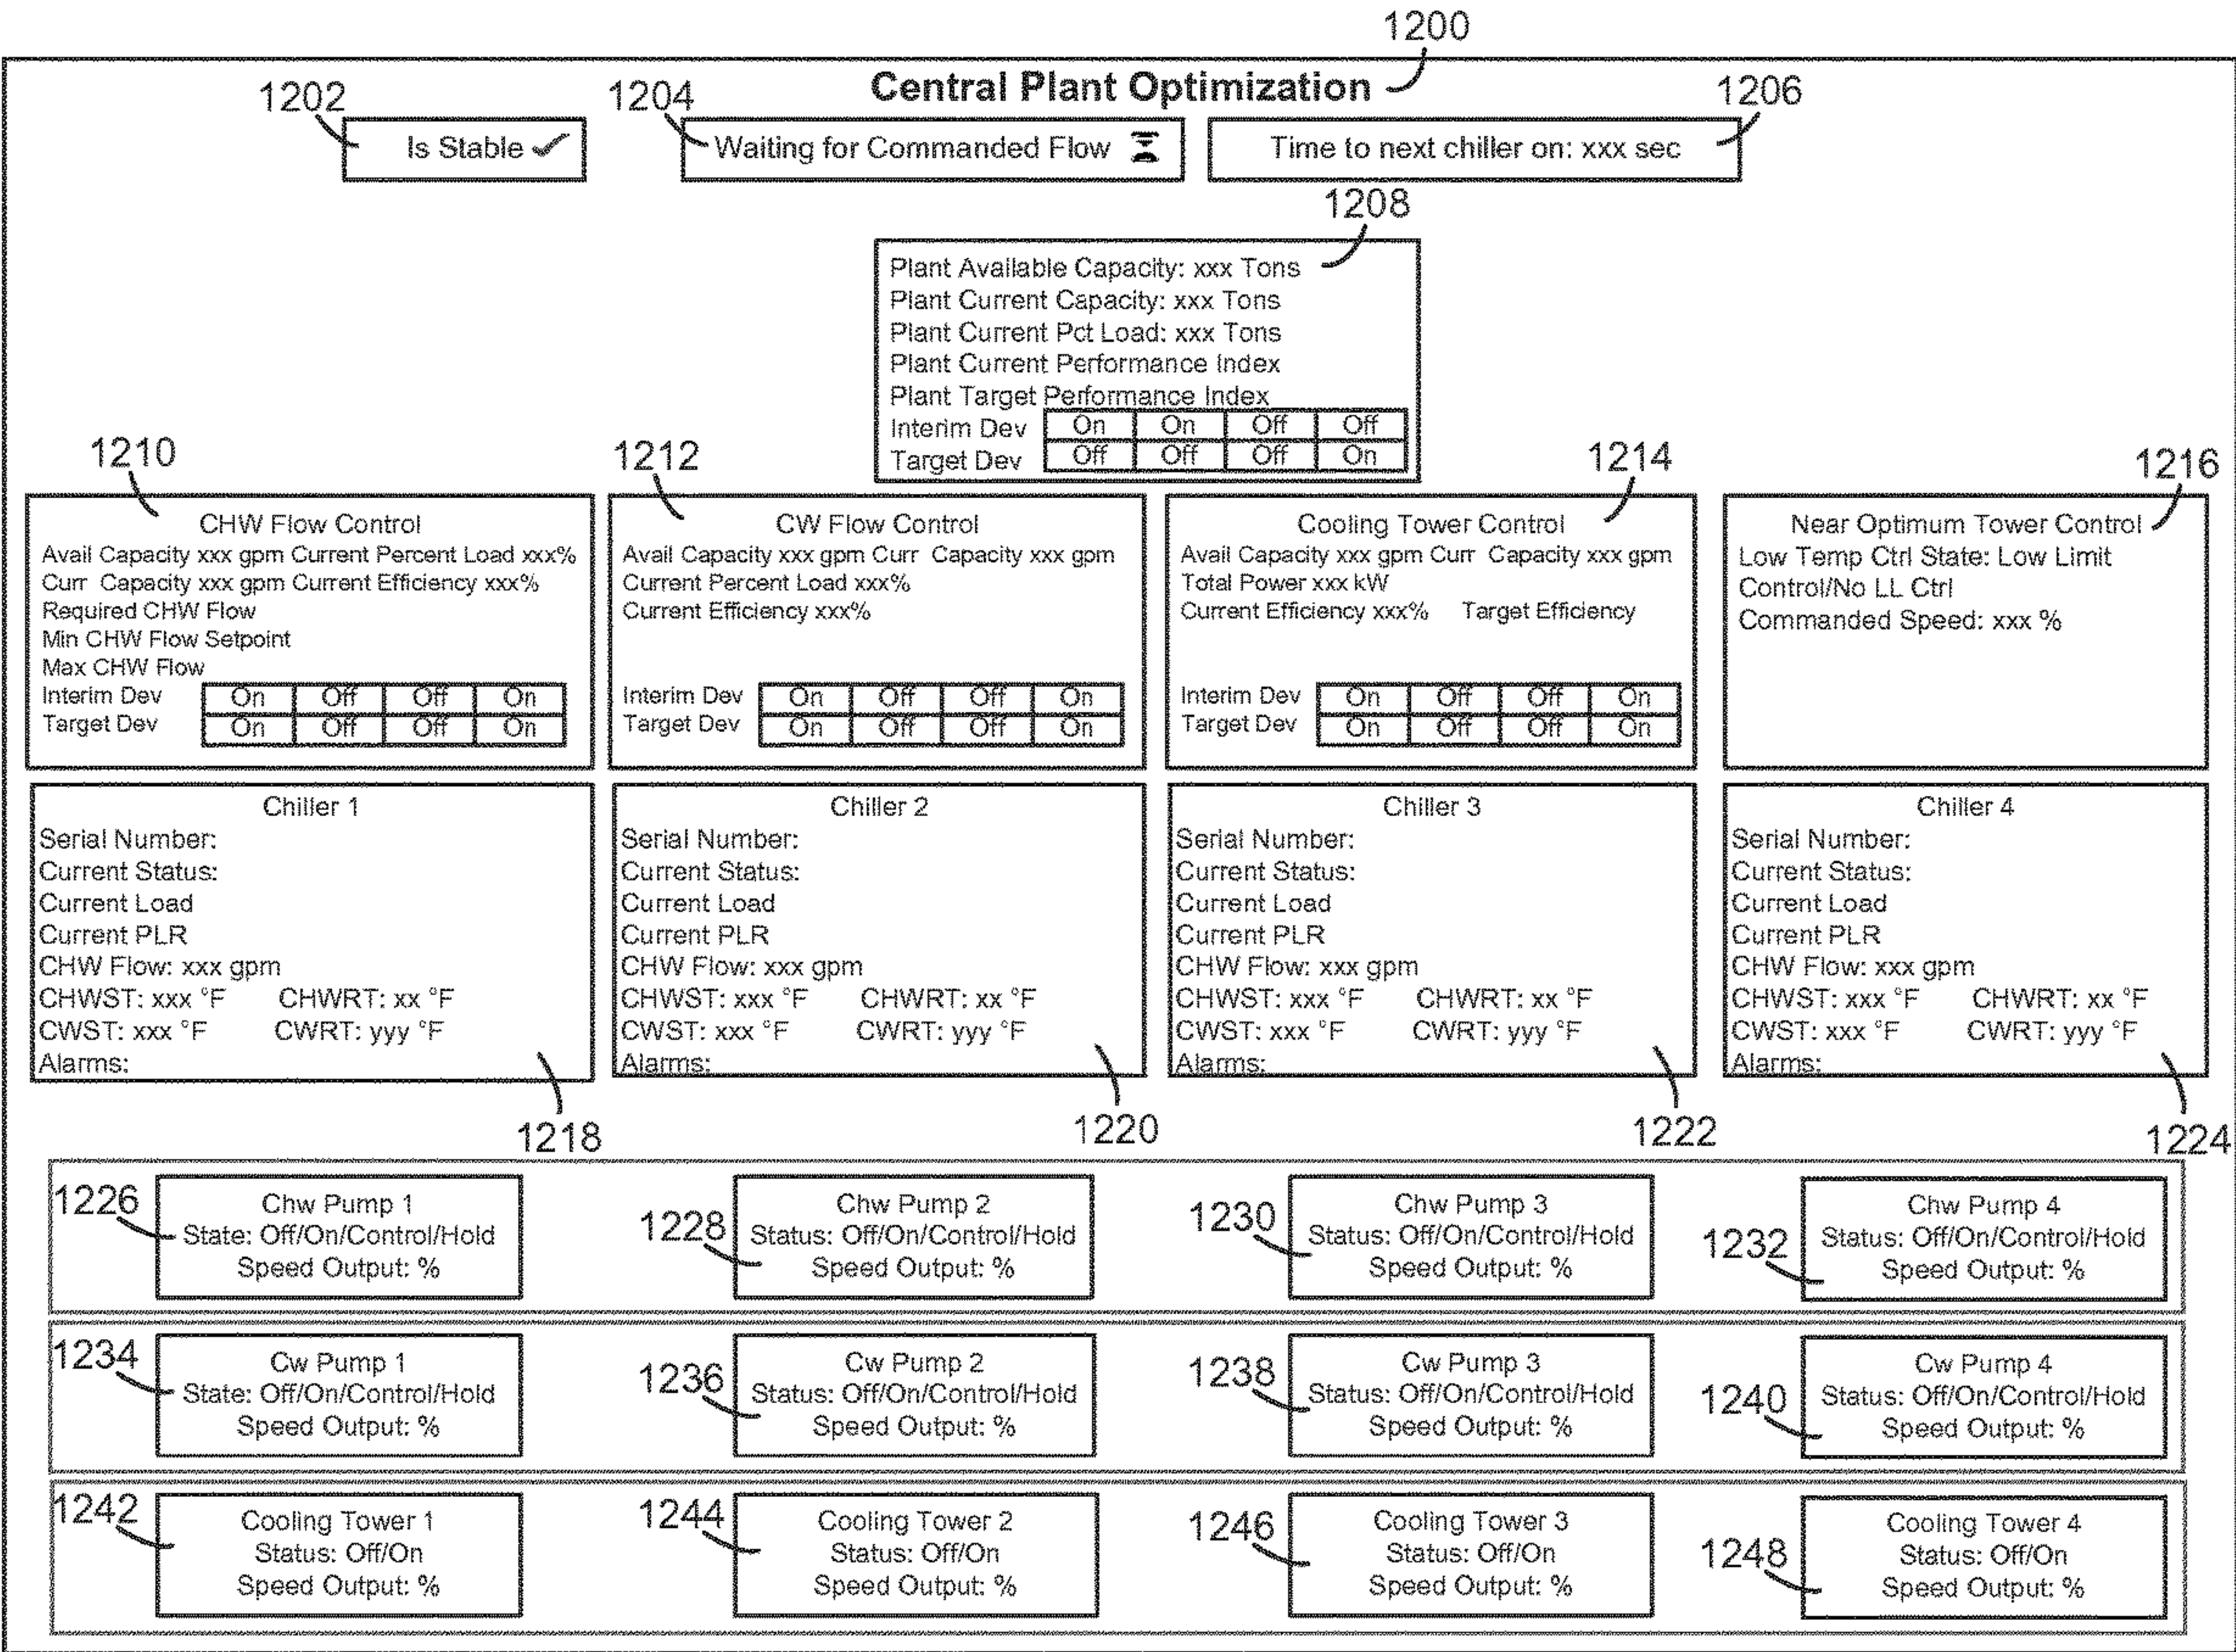 1200
Central Plant Optimization
1202
1204
1206
Is Stable
Waiting for Commanded Flow
Time to next chiller on: xxx sec
1208
Plant Available Capacity: xxx Tons
Plant Current Capacity: xxx Tons
Plant Current Pct Load: xxx Tons
Plant Current Performance Index
Plant Target Performance Index
Interim Dev On On Off Off
Target Dev Off Off Off On
1210
CHW Flow Control
Avail Capacity xxx gpm Current Percent Load xxx%
Curr Capacity xxx gpm Current Efficiency xxx%
Required CHW Flow
Min CHW Flow Setpoint
Max CHW Flow
Interim Dev On Off Off On
Target Dev On Off Off On
1212
CW Flow Control
Avail Capacity xxx gpm Curr Capacity xxx gpm
Current Percent Load xxx%
Current Efficiency xxx%
Interim Dev On Off Off On
Target Dev On Off Off On
1214
Cooling Tower Control
Avail Capacity xxx gpm Curr Capacity xxx gpm
Total Power xxx kW
Current Efficiency xxx% Target Efficiency
Interim Dev On Off Off On
Target Dev On Off Off On
1216
Near Optimum Tower Control
Low Temp Ctrl State: Low Limit
Control/No LL Ctrl
Commanded Speed: xxx %
Chiller 1
Serial Number:
Current Status:
Current Load
Current PLR
CHW Flow: xxx gpm
CHWST: xxx °F CHWRT: xx °F
CWST: xxx °F CWRT: yyy °F
Alarms:
1218
Chiller 2
Serial Number:
Current Status:
Current Load
Current PLR
CHW Flow: xxx gpm
CHWST: xxx °F CHWRT: xx °F
CWST: xxx °F CWRT: yyy °F
Alarms:
1220
Chiller 3
Serial Number:
Current Status:
Current Load
Current PLR
CHW Flow: xxx gpm
CHWST: xxx °F CHWRT: xx °F
CWST: xxx °F CWRT: yyy °F
Alarms:
1222
Chiller 4
Serial Number:
Current Status:
Current Load
Current PLR
CHW Flow: xxx gpm
CHWST: xxx °F CHWRT: xx °F
CWST: xxx °F CWRT: yyy °F
Alarms:
1224
1226
Chw Pump 1
State: Off/On/Control/Hold
Speed Output: %
1228
Chw Pump 2
Status: Off/On/Control/Hold
Speed Output: %
1230
Chw Pump 3
Status: Off/On/Control/Hold
Speed Output: %
1232
Chw Pump 4
Status: Off/On/Control/Hold
Speed Output: %
1234
Cw Pump 1
State: Off/On/Control/Hold
Speed Output: %
1236
Cw Pump 2
Status: Off/On/Control/Hold
Speed Output: %
1238
Cw Pump 3
Status: Off/On/Control/Hold
Speed Output: %
1240
Cw Pump 4
Status: Off/On/Control/Hold
Speed Output: %
1242
Cooling Tower 1
Status: Off/On
Speed Output: %
1244
Cooling Tower 2
Status: Off/On
Speed Output: %
1246
Cooling Tower 3
Status: Off/On
Speed Output: %
1248
Cooling Tower 4
Status: Off/On
Speed Output: %